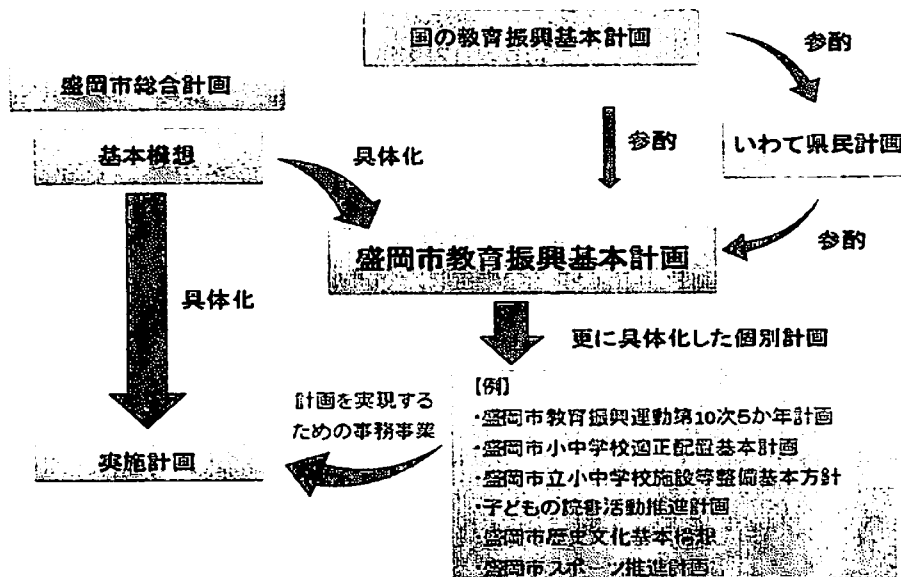 国の教育振興基本計画
参酌
盛岡市総合計画
基本構想
具体化
参酌
いわて県民計画
参酌
盛岡市教育振興基本計画
具体化
更に具体化した個別計画
計画を実現する
ための事務事業
実施計画
【例】
・盛岡市教育振興運動第10次5か年計画
・盛岡市小中学校適正配置基本計画
・盛岡市立小中学校施設等整備基本方針
・子どもの読書活動推進計画
・盛岡市歴史文化基本構想
・盛岡市スポーツ推進計画